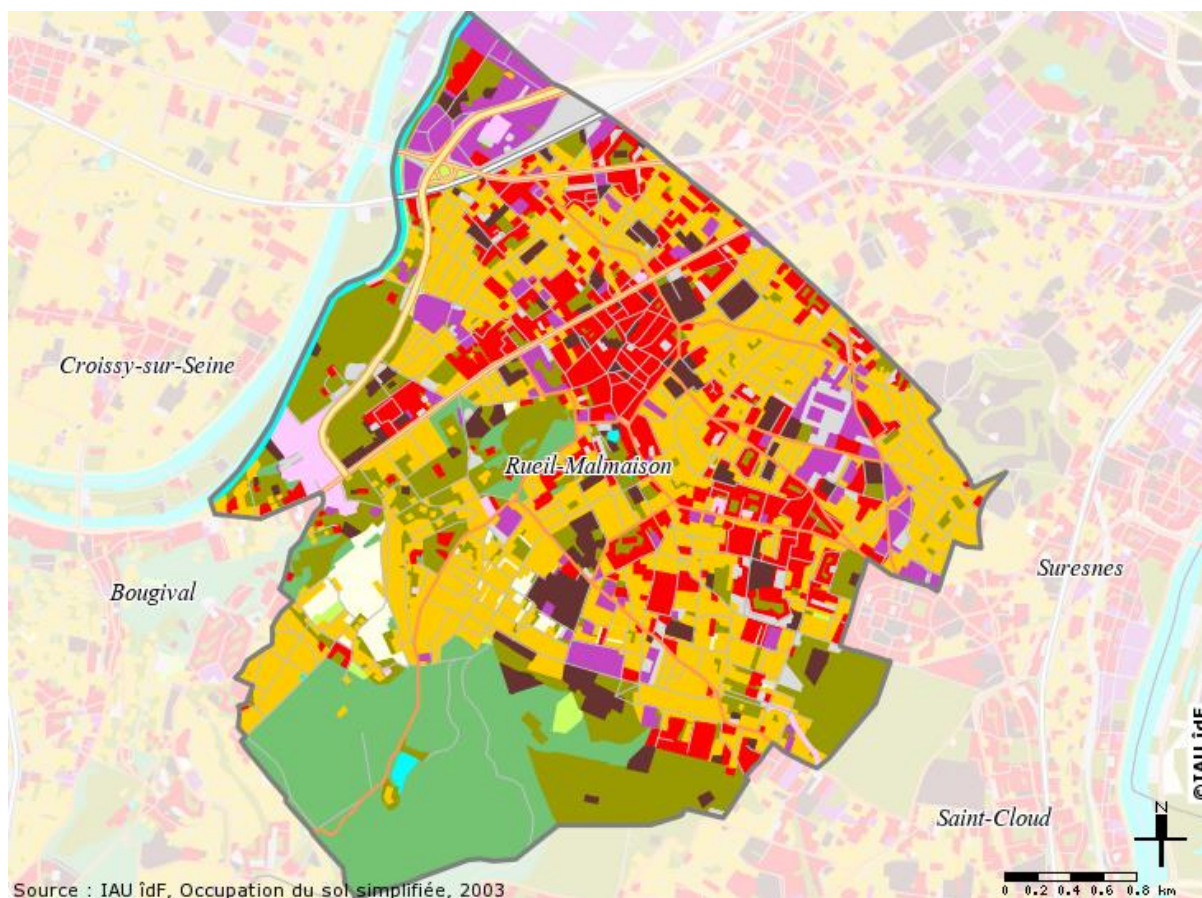 Croissy-sur-Seine
Rueil-Malmaison
Bougival
Suresnes
Saint-Cloud
©IAU îdF
N
0 0.2 0.4 0.6 0.8 km
Source : IAU îdF, Occupation du sol simplifiée, 2003